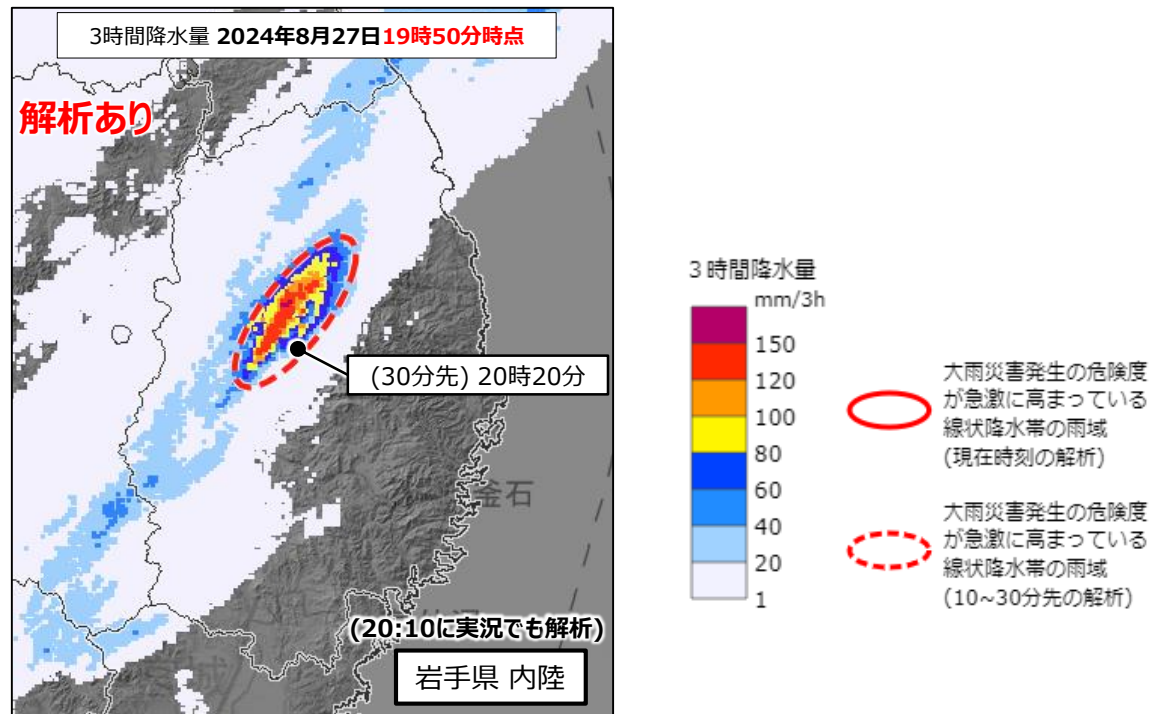 3時間降水量 2024年8月27日19時50分時点
解析あり
(30分先) 20時20分
釜石
(20:10に実況でも解析)
岩手県 内陸
3時間降水量
mm/3h
150
120
100
80
60
40
20
1
大雨災害発生の危険度
が急激に高まっている
線状降水帯の雨域
(現在時刻の解析)
大雨災害発生の危険度
が急激に高まっている
線状降水帯の雨域
(10~30分先の解析)